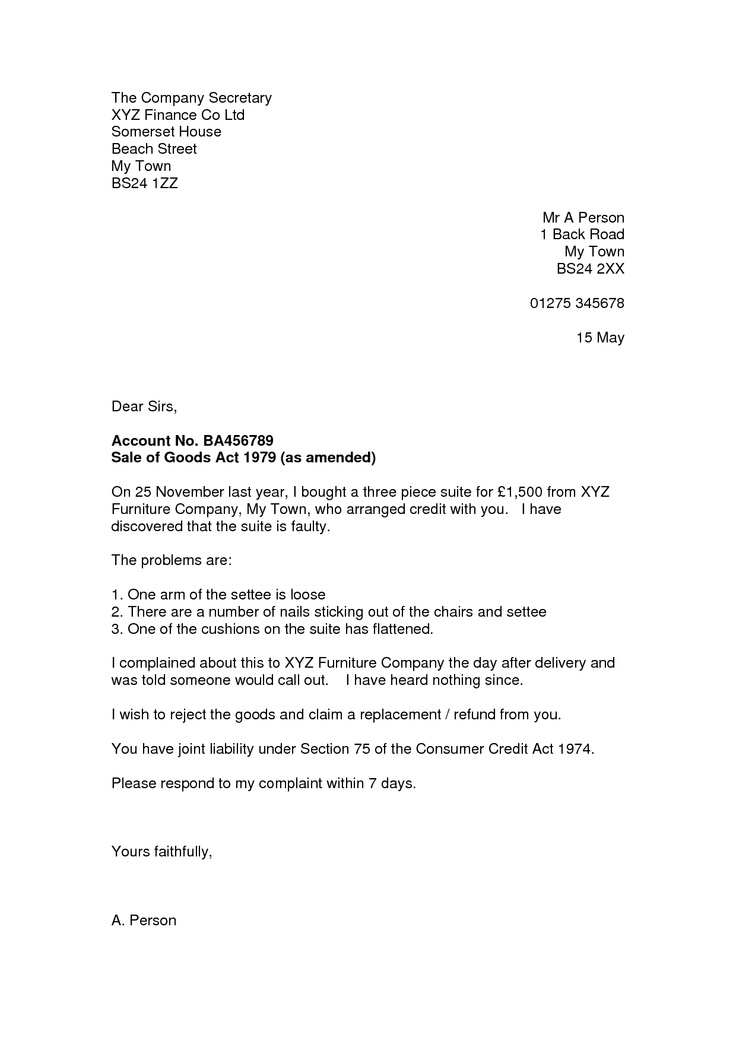 The Company Secretary
XYZ Finance Co Ltd
Somerset House
Beach Street
My Town
BS24 1ZZ
Mr A Person
1 Back Road
My Town
BS24 2XX
01275 345678
15 May
Dear Sirs,
Account No. BA456789
Sale of Goods Act 1979 (as amended)
On 25 November last year, I bought a three piece suite for £1,500 from XYZ
Furniture Company, My Town, who arranged credit with you. I have
discovered that the suite is faulty.
The problems are:
1. One arm of the settee is loose
2. There are a number of nails sticking out of the chairs and settee
3. One of the cushions on the suite has flattened.
I complained about this to XYZ Furniture Company the day after delivery and
was told someone would call out. I have heard nothing since.
I wish to reject the goods and claim a replacement / refund from you.
You have joint liability under Section 75 of the Consumer Credit Act 1974.
Please respond to my complaint within 7 days.
Yours faithfully,
A. Person